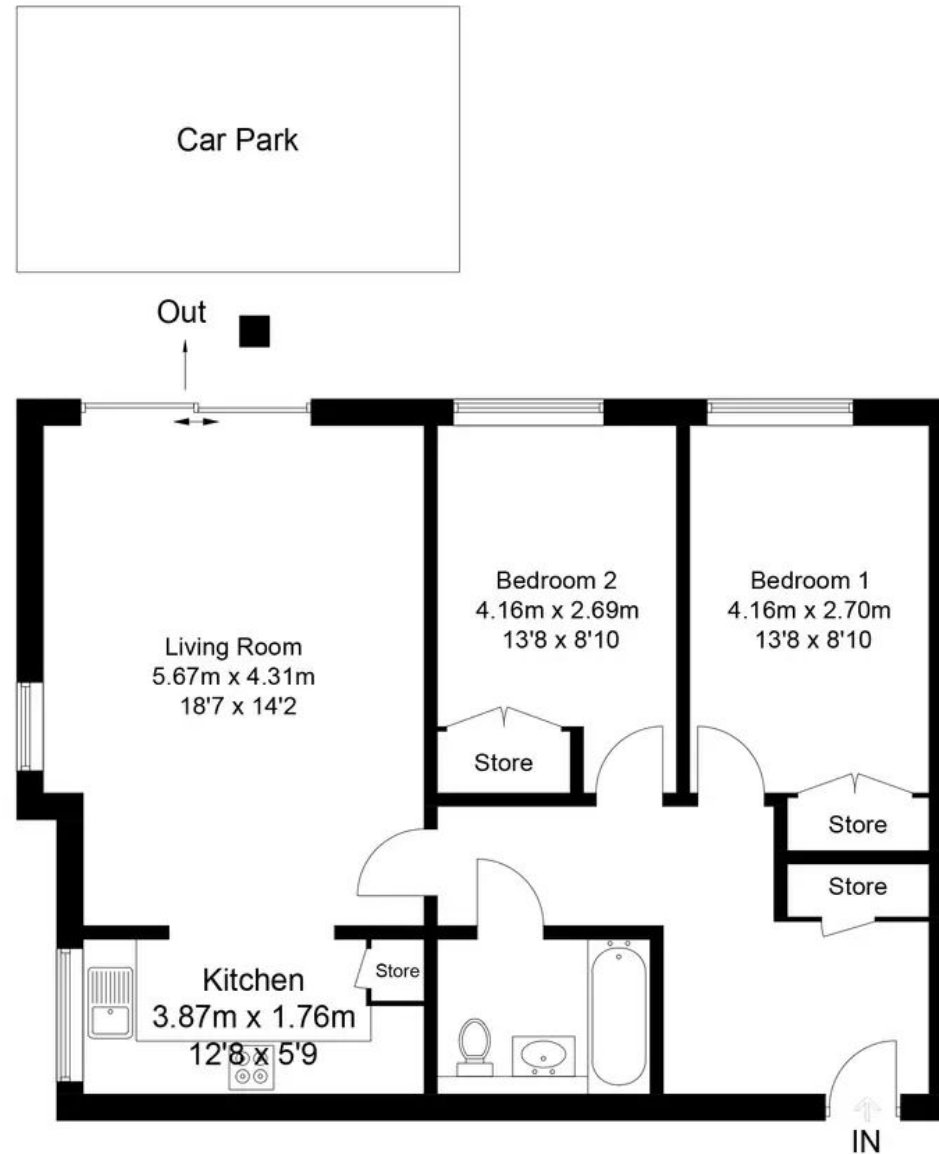 Car Park
Out
Bedroom 2
4.16m x 2.69m
13'8 x 8'10
Bedroom 1
4.16m x 2.70m
13'8 x 8'10
Living Room
5.67m x 4.31m
18'7 x 14'2
Store
Store
Store
Store
Kitchen
3.87m x 1.76m
12'8 x 5'9
IN